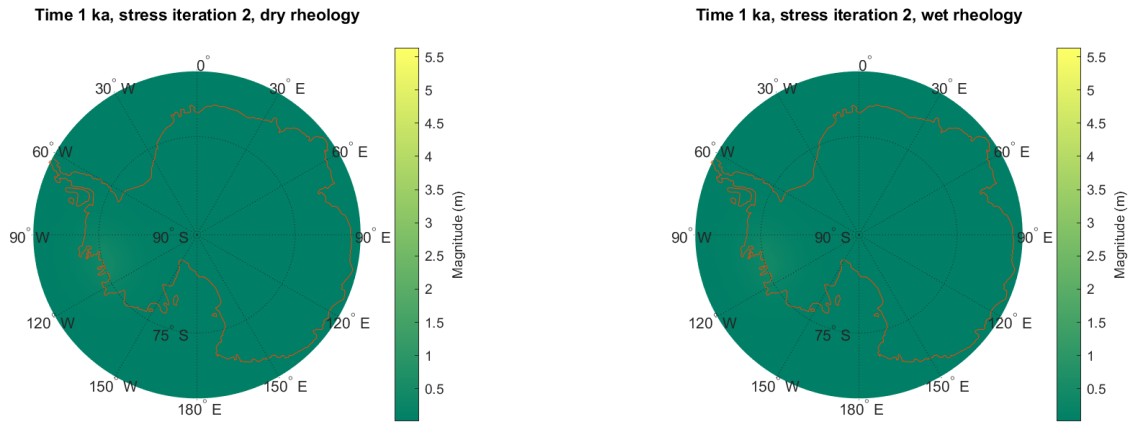 Time 1 ka, stress iteration 2, dry rheology
0°
30° W
30° E
60° W
60° E
90° W
90° S
90° E
120° W
120° E
75° S
150° W
150° E
180° E
5.5
5
4.5
4
3.5
3
2.5
2
1.5
1
0.5
Magnitude (m)
Time 1 ka, stress iteration 2, wet rheology
0°
30° W
30° E
60° W
60° E
90° W
90° S
90° E
120° W
120° E
75° S
150° W
150° E
180° E
5.5
5
4.5
4
3.5
3
2.5
2
1.5
1
0.5
Magnitude (m)